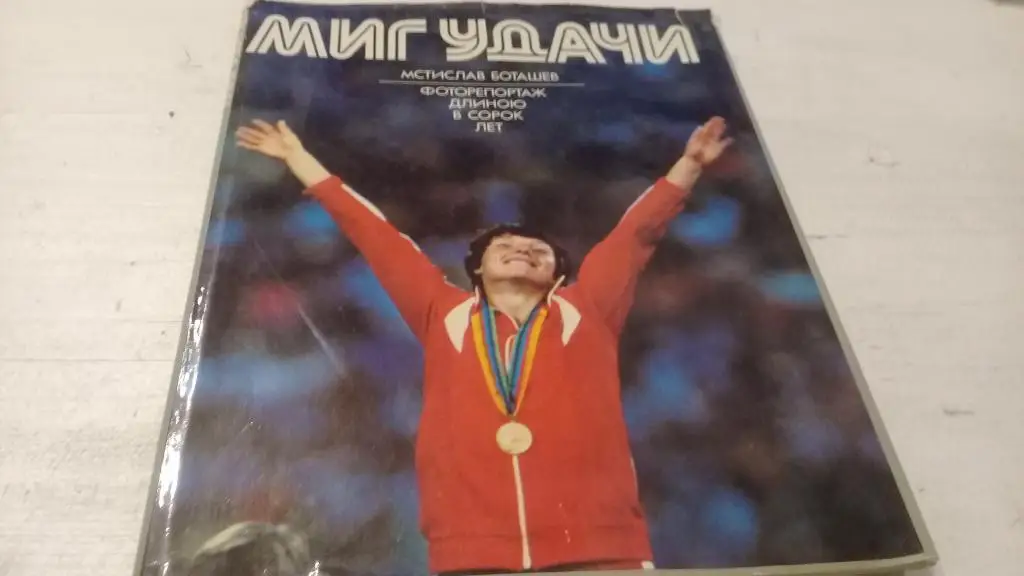 МИГ УДАЧИ
МСТИСЛАВ БОТАШЕВ
ФОТОРЕПОРТАЖ
ДЛИНОЮ
В СОРОК
ЛЕТ